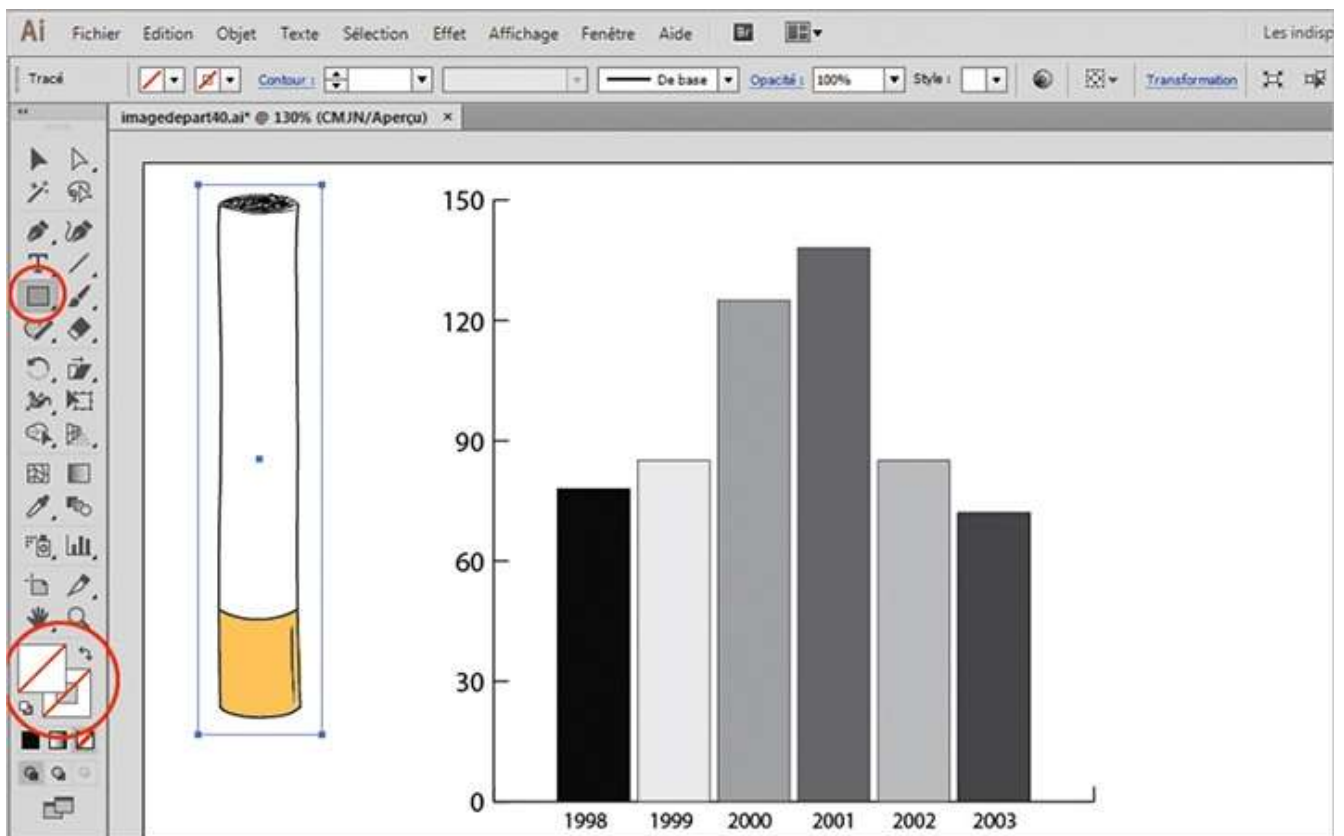 Ai Fichier Edition Objet Texte Sélection Effet Affichage Fenêtre Aide Br Les indisp
Tracé Contour : De base Opacité : 100% Style : Transformation
imagedepart40.ai* @ 130% (CMJN/Aperçu) ×
150
120
90
60
30
0
1998 1999 2000 2001 2002 2003